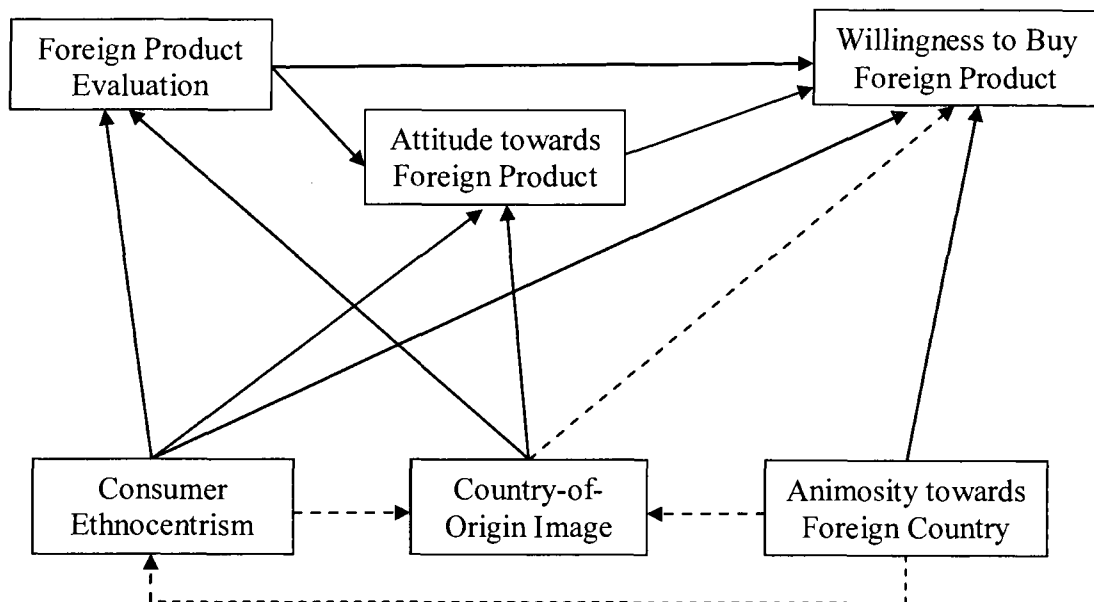 Foreign Product
Evaluation
Willingness to Buy
Foreign Product
Attitude towards
Foreign Product
Consumer
Ethnocentrism
Country-of-
Origin Image
Animosity towards
Foreign Country